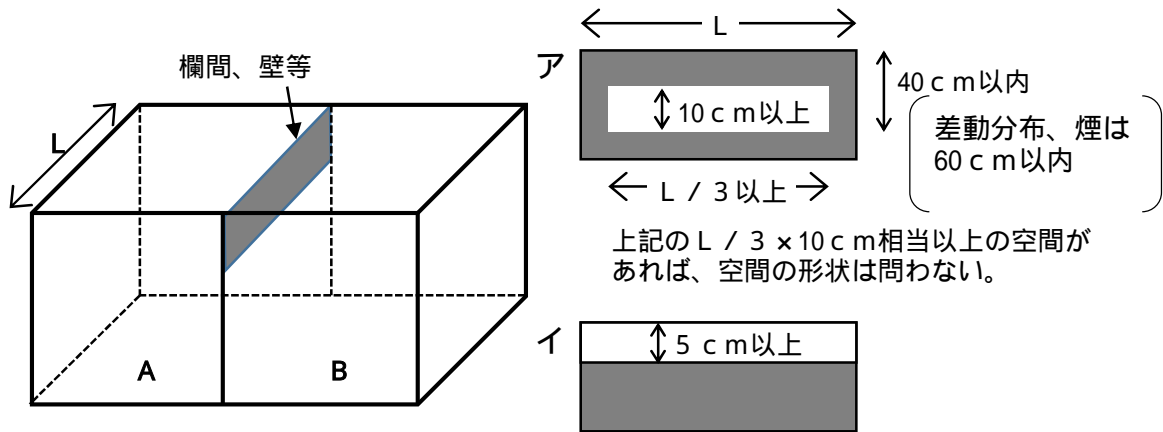 欄間、壁等
L
A
B
ア
L
10ｃｍ以上
L / 3 以上
40ｃｍ以内
差動分布、煙は
60ｃｍ以内
上記のＬ / 3 ×10ｃｍ相当以上の空間が
あれば、空間の形状は問わない。
イ
5 ｃｍ以上